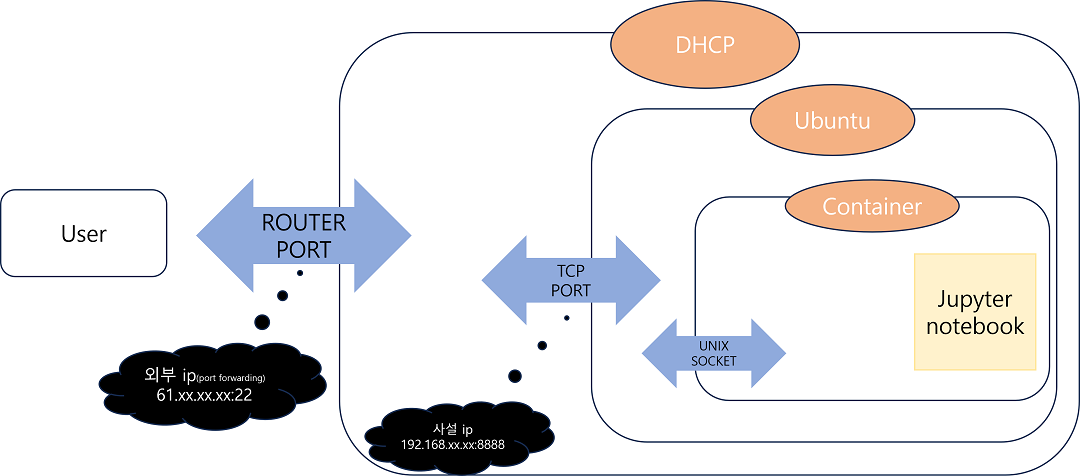 DHCP
Ubuntu
Container
User
ROUTER
PORT
TCP
PORT
UNIX
SOCKET
Jupyter
notebook
외부 ip(port forwarding)
61.xx.xx.xx:22
사설 ip
192.168.xx.xx:8888